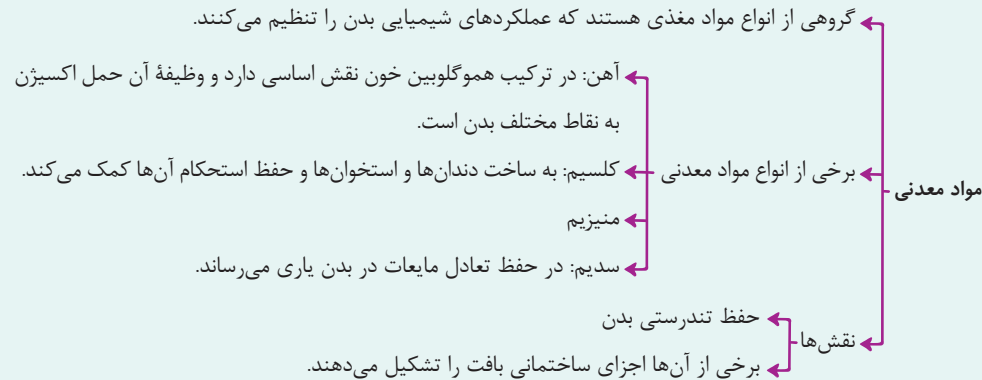 گروهی از انواع مواد مغذی هستند که عملکردهای شیمیایی بدن را تنظیم می‌کنند.
آهن: در ترکیب هموگلوبین خون نقش اساسی دارد و وظیفهٔ آن حمل اکسیژن
به نقاط مختلف بدن است.
مواد معدنی
برخی از انواع مواد معدنی
کلسیم: به ساخت دندان‌ها و استخوان‌ها و حفظ استحکام آن‌ها کمک می‌کند.
منیزیم
سدیم: در حفظ تعادل مایعات در بدن یاری می‌رساند.
نقش‌ها
حفظ تندرستی بدن
برخی از آن‌ها اجزای ساختمانی بافت را تشکیل می‌دهند.